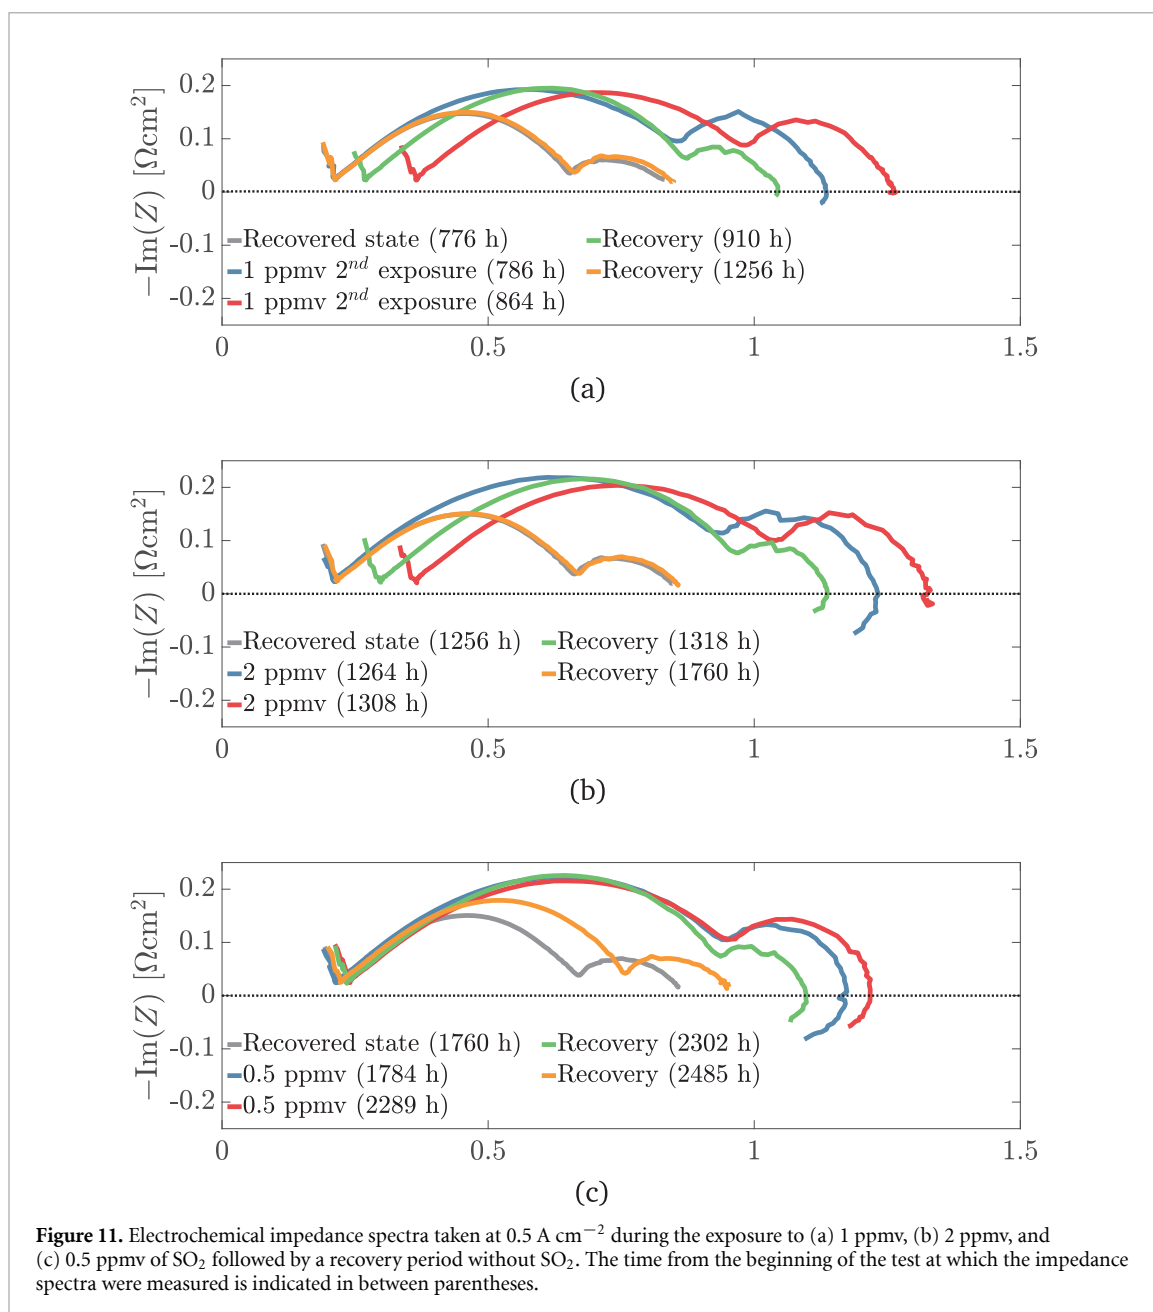 0.2
0.1
0
-0.1
-0.2
−Im(Z) [Ωcm²]
Recovered state (776 h)
1 ppmv 2ⁿᵈ exposure (786 h)
1 ppmv 2ⁿᵈ exposure (864 h)
Recovery (910 h)
Recovery (1256 h)
0 0.5 1 1.5
(a)
0.2
0.1
0
-0.1
-0.2
−Im(Z) [Ωcm²]
Recovered state (1256 h)
2 ppmv (1264 h)
2 ppmv (1308 h)
Recovery (1318 h)
Recovery (1760 h)
0 0.5 1 1.5
(b)
0.2
0.1
0
-0.1
-0.2
−Im(Z) [Ωcm²]
Recovered state (1760 h)
0.5 ppmv (1784 h)
0.5 ppmv (2289 h)
Recovery (2302 h)
Recovery (2485 h)
0 0.5 1 1.5
(c)
Figure 11. Electrochemical impedance spectra taken at 0.5 A cm⁻² during the exposure to (a) 1 ppmv, (b) 2 ppmv, and
(c) 0.5 ppmv of SO₂ followed by a recovery period without SO₂. The time from the beginning of the test at which the impedance
spectra were measured is indicated in between parentheses.